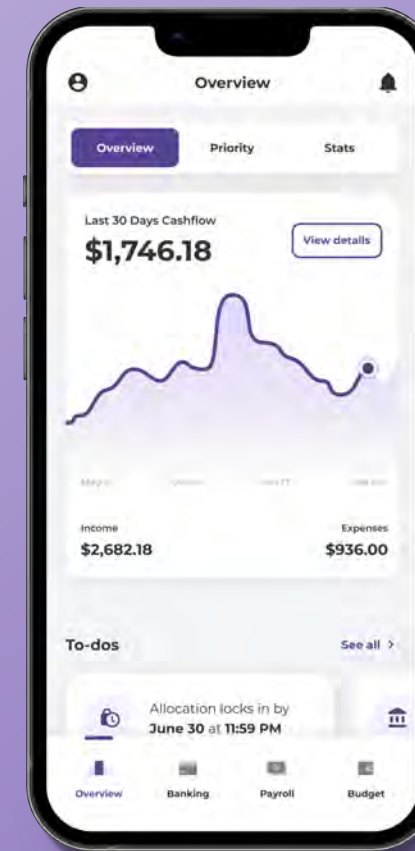 Overview
Overview Priority Stats
Last 30 Days Cashflow
$1,746.18
View details
Income Expenses
$2,682.18 $936.00
To-dos See all >
Allocation locks in by
June 30 at 11:59 PM
Overview Banking Payroll Budget